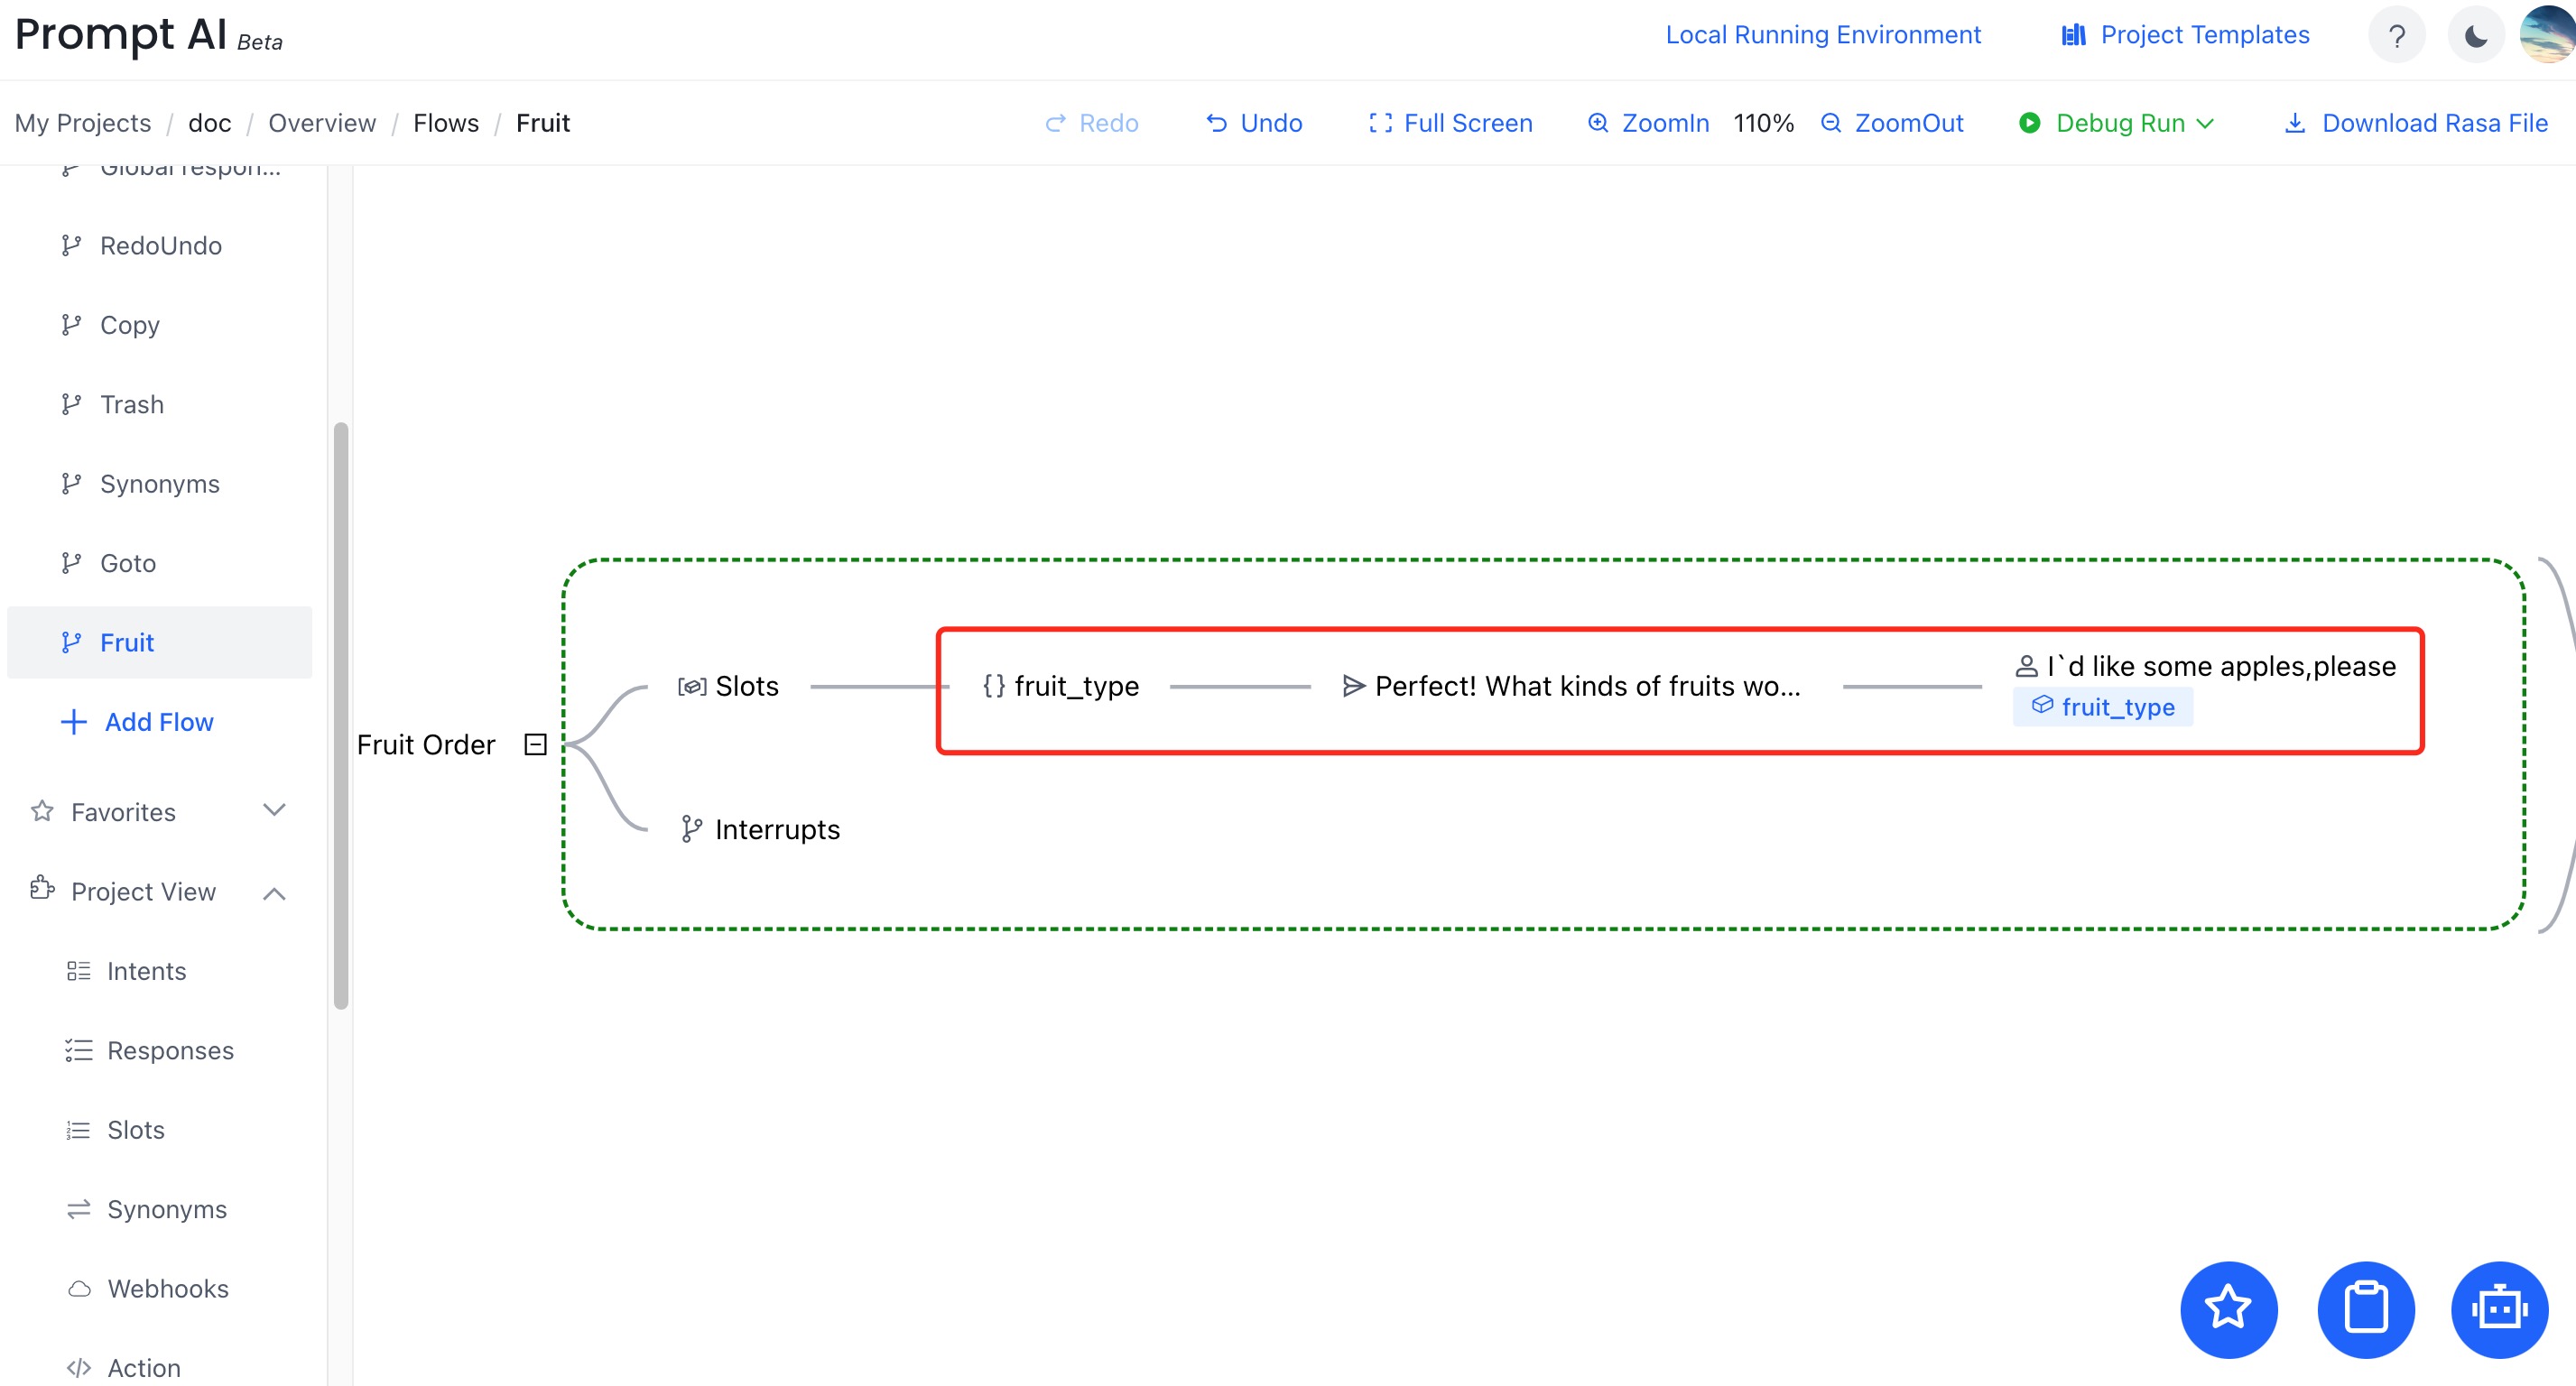 Prompt AI Beta
Local Running Environment
Project Templates
?
My Projects / doc / Overview / Flows / Fruit
Redo
Undo
Full Screen
ZoomIn 110% ZoomOut
Debug Run
Download Rasa File
Global respon...
RedoUndo
Copy
Trash
Synonyms
Goto
Fruit
Add Flow
Favorites
Project View
Intents
Responses
Slots
Synonyms
Webhooks
Action
Fruit Order
Slots
{} fruit_type
Perfect! What kinds of fruits wo...
I`d like some apples,please
fruit_type
Interrupts